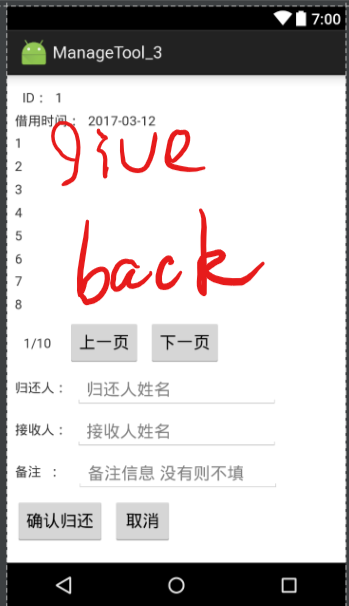 7:00
ManageTool_3
ID： 1
借用时间： 2017-03-12
1
give
2
3
4
back
5
6
7
8
1/10 上一页 下一页
归还人： 归还人姓名
接收人： 接收人姓名
备注 ： 备注信息 没有则不填
确认归还 取消